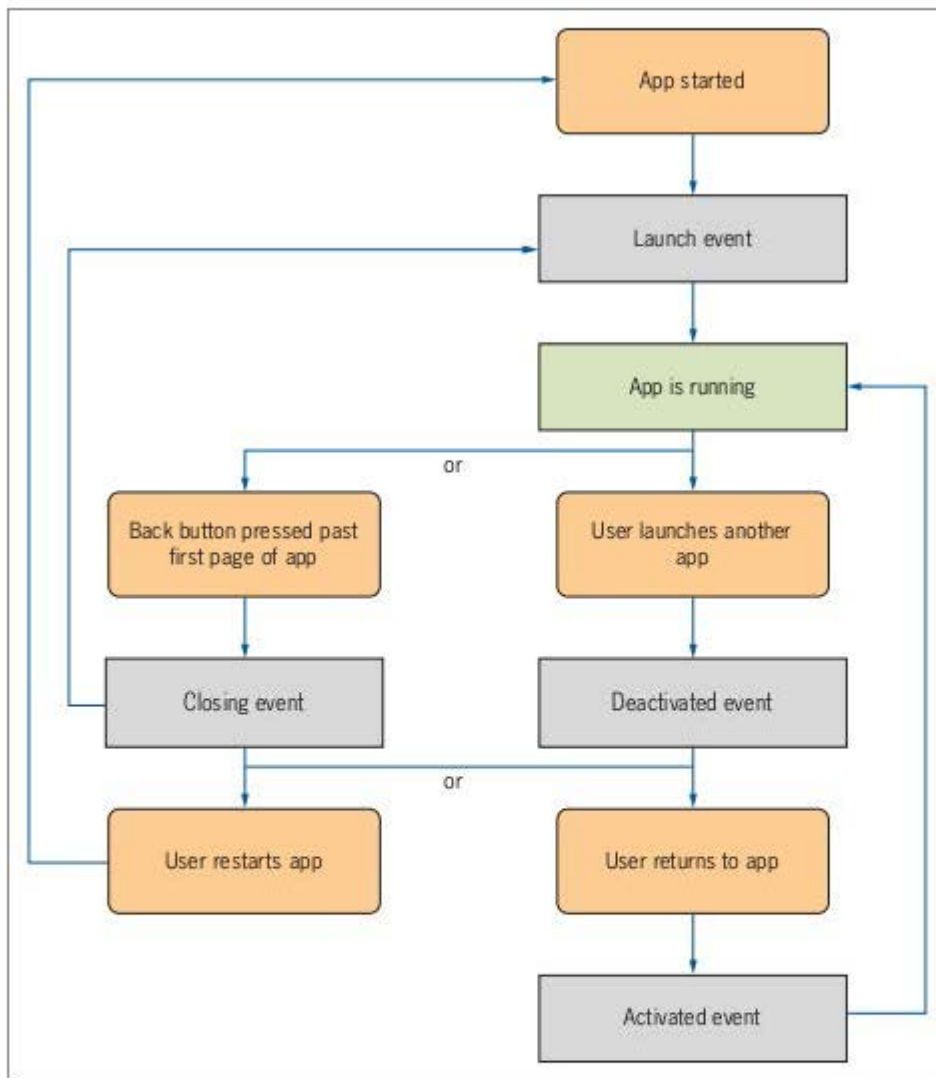 App started
Launch event
App is running
or
Back button pressed past
first page of app
User launches another
app
Closing event
Deactivated event
or
User restarts app
User returns to app
Activated event